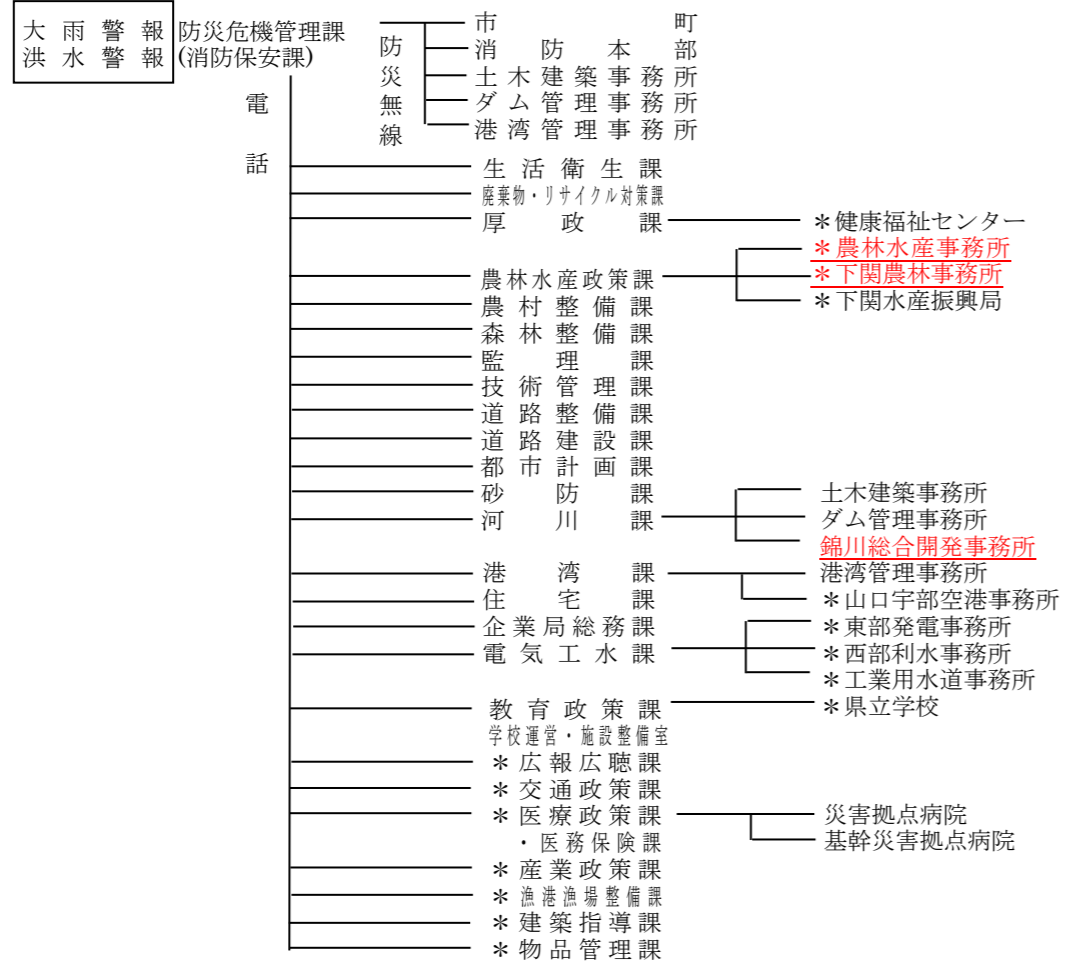 大雨警報 防災危機管理課
洪水警報 (消防保安課)
防災無線
電話
市町
消防本部
土木建築事務所
ダム管理事務所
港湾管理事務所
生活衛生課
廃棄物・リサイクル対策課
厚政課 *健康福祉センター
*農林水産事務所
農林水産政策課 *下関農林事務所
*下関水産振興局
農村整備課
森林整備課
監理課
技術管理課
道路整備課
道路建設課
都市計画課
砂防課 土木建築事務所
河川課 ダム管理事務所
錦川総合開発事務所
港湾課 港湾管理事務所
住宅課 *山口宇部空港事務所
企業局総務課 *東部発電事務所
電気工水課 *西部利水事務所
*工業用水道事務所
教育政策課 *県立学校
学校運営・施設整備室
*広報広聴課
*交通政策課
*医療政策課 災害拠点病院
・医務保険課 基幹災害拠点病院
*産業政策課
*漁港漁場整備課
*建築指導課
*物品管理課